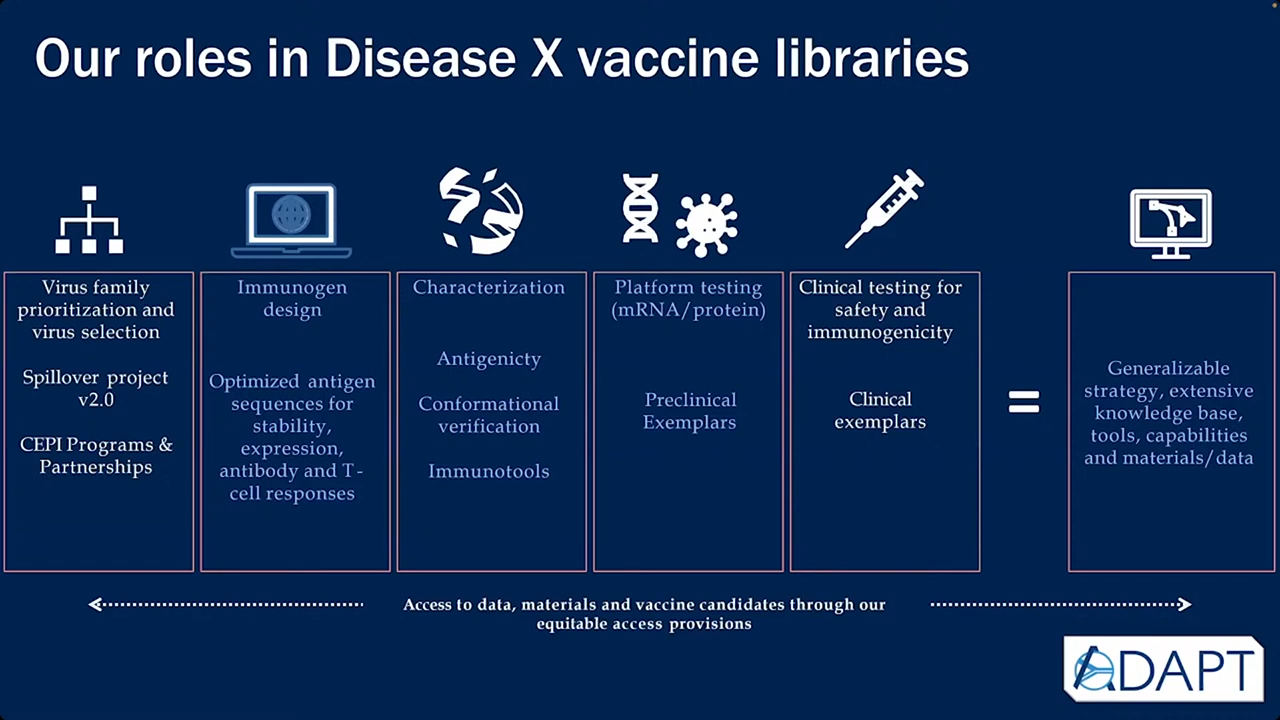 Our roles in Disease X vaccine libraries
Virus family
prioritization and
virus selection
Spillover project
v2.0
CEPI Programs &
Partnerships
Immunogen
design
Optimized antigen
sequences for
stability,
expression,
antibody and T-
cell responses
Characterization
Antigenicty
Conformational
verification
Immunotools
Platform testing
(mRNA/protein)
Preclinical
Exemplars
Clinical testing for
safety and
immunogenicity
Clinical
exemplars
=
Generalizable
strategy, extensive
knowledge base,
tools, capabilities
and materials/data
Access to data, materials and vaccine candidates through our
equitable access provisions
ADAPT